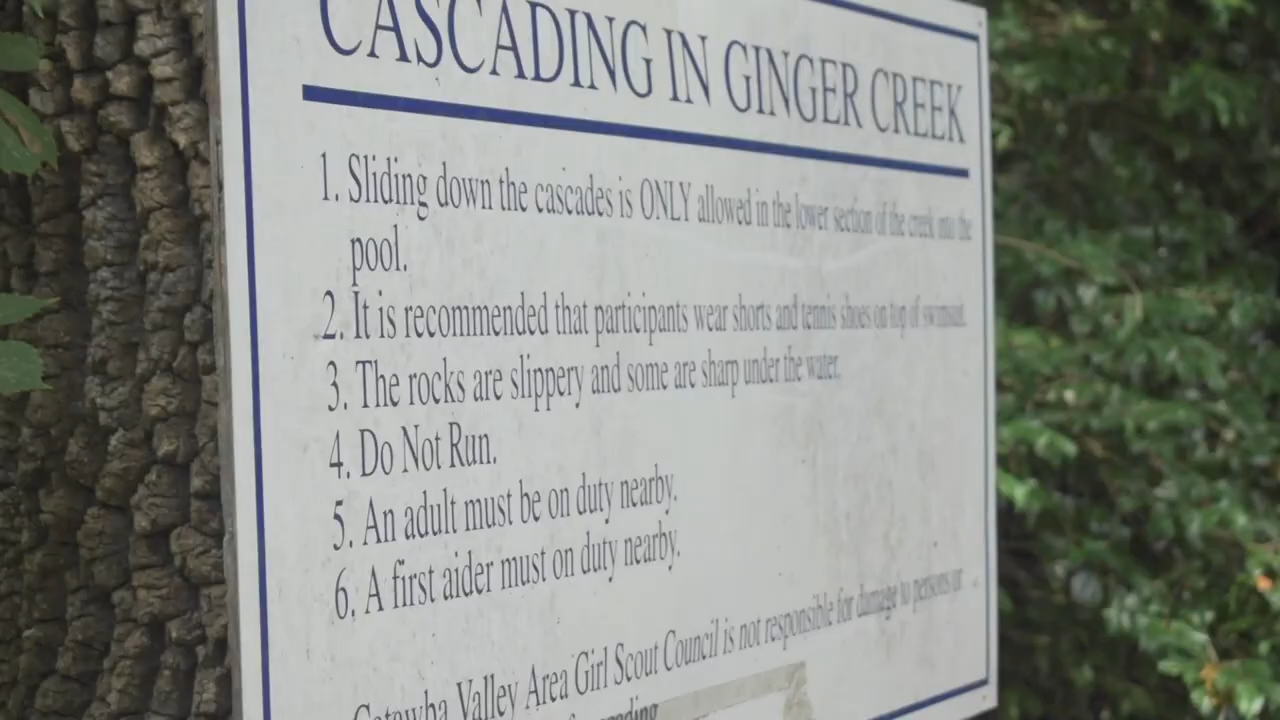 CASCADING IN GINGER CREEK
1. Sliding down the cascades is ONLY allowed in the lower section of the creek into the
pool.
2. It is recommended that participants wear shorts and tennis shoes on top of swimsuit.
3. The rocks are slippery and some are sharp under the water.
4. Do Not Run.
5. An adult must be on duty nearby.
6. A first aider must on duty nearby.
Catawba Valley Area Girl Scout Council is not responsible for damage to persons or